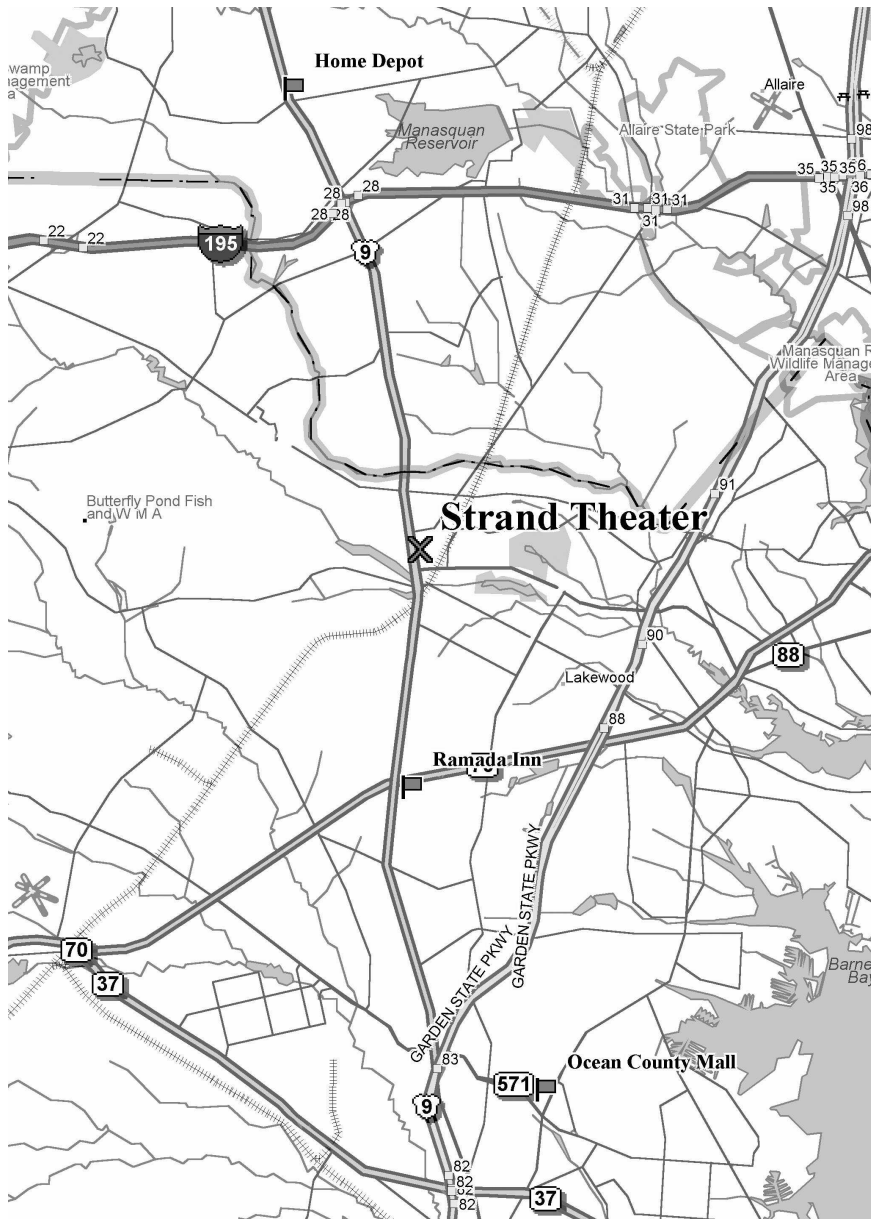 Home Depot
Allaire
98
Manasquan
Reservoir
Allaire State Park
35
35
35
36
98
28
28
28
28
31
31
31
31
22
22
195
9
Manasquan R
Wildlife Manage
Area
91
Butterfly Pond Fish
and W M A
Strand Theater
90
88
Lakewood
88
Ramada Inn
GARDEN STATE PKWY
GARDEN STATE PKWY
70
37
Barne
Bay
83
Ocean County Mall
571
9
82
82
82
82
37